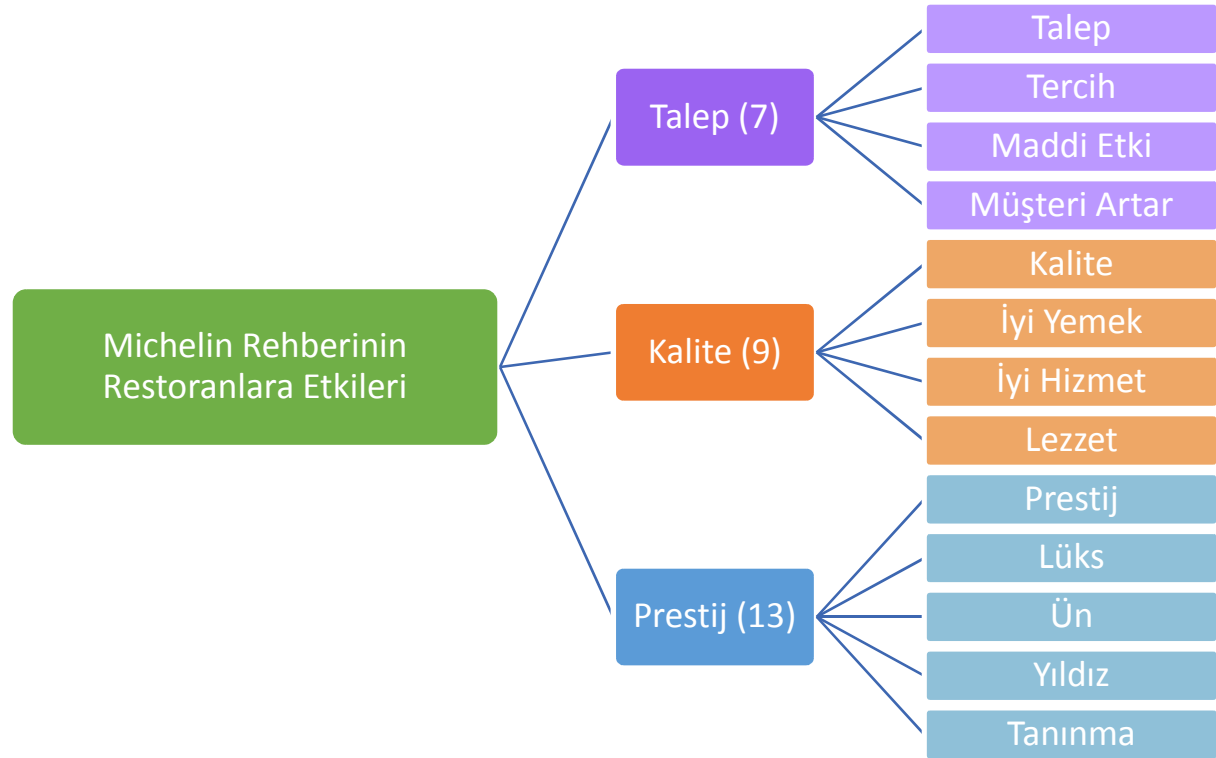 Michelin Rehberinin
Restoranlara Etkileri
Talep (7)
Talep
Tercih
Maddi Etki
Müşteri Artar
Kalite (9)
Kalite
İyi Yemek
İyi Hizmet
Lezzet
Prestij (13)
Prestij
Lüks
Ün
Yıldız
Tanınma